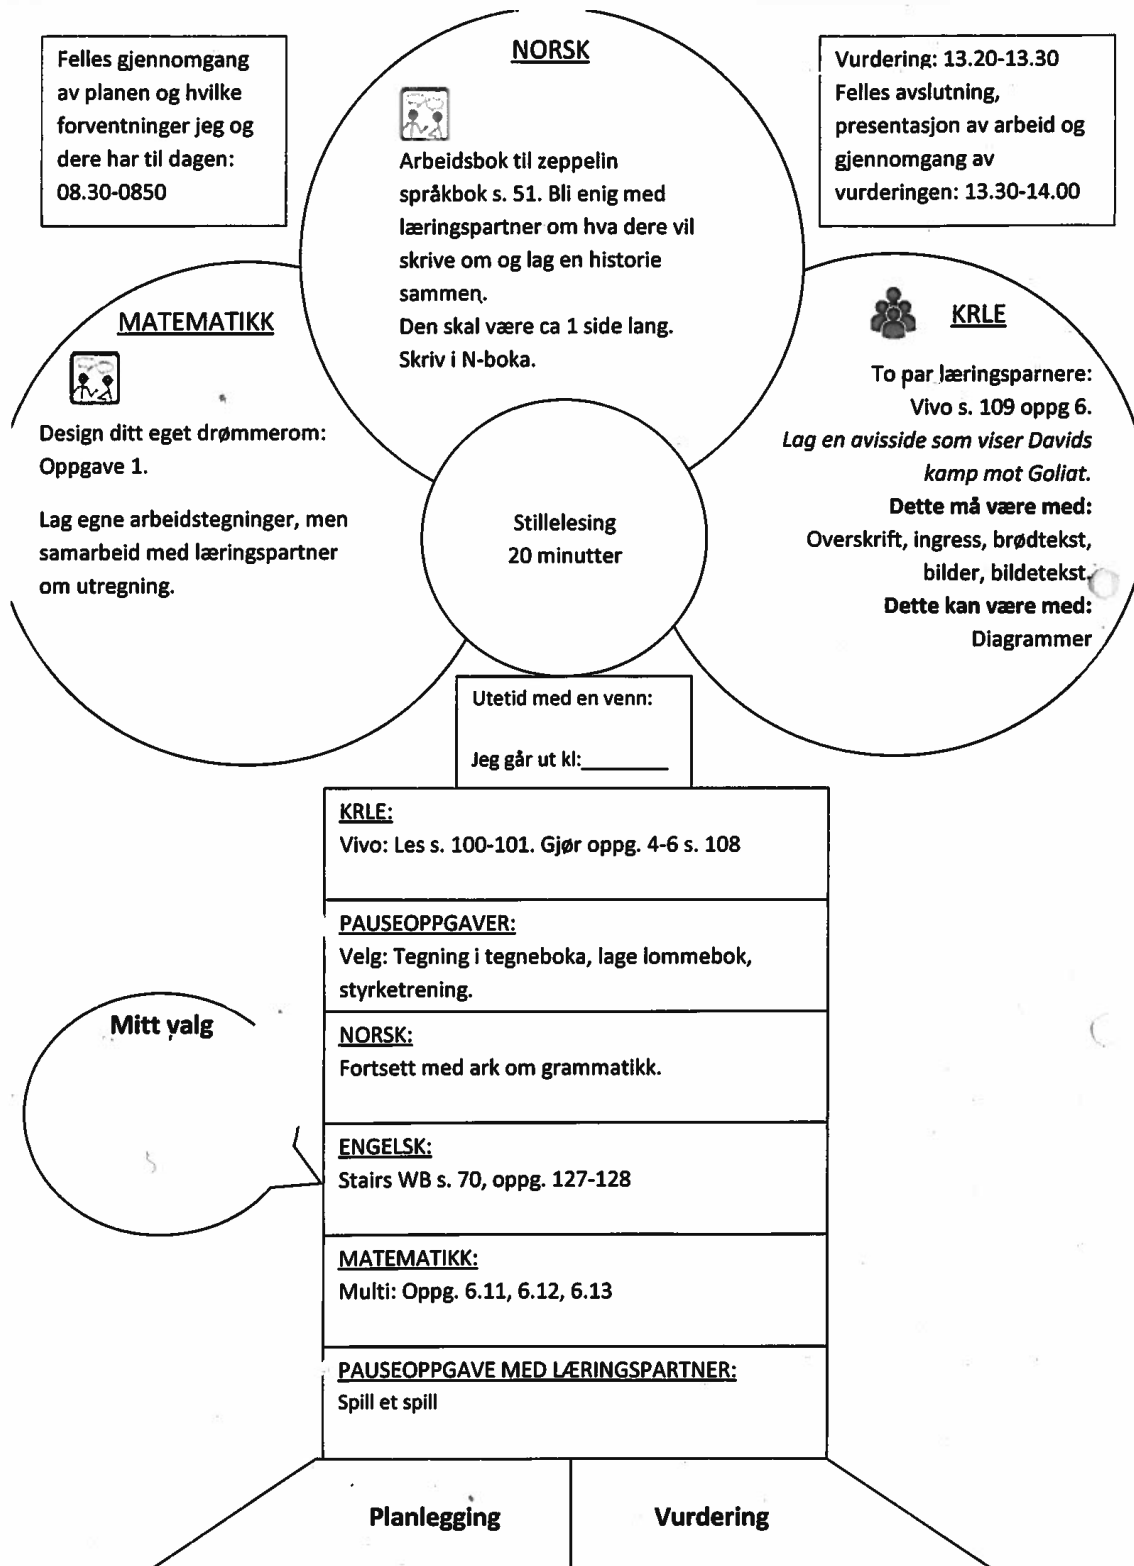 Felles gjennomgang
av planen og hvilke
forventninger jeg og
dere har til dagen:
08.30-0850
NORSK
Arbeidsbok til zeppelin
språkbok s. 51. Bli enig med
læringspartner om hva dere vil
skrive om og lag en historie
sammen.
Den skal være ca 1 side lang.
Skriv i N-boka.
Vurdering: 13.20-13.30
Felles avslutning,
presentasjon av arbeid og
gjennomgang av
vurderingen: 13.30-14.00
MATEMATIKK
Design ditt eget drømmerom:
Oppgave 1.
Lag egne arbeidstegninger, men
samarbeid med læringspartner
om utregning.
KRLE
To par læringsparnere:
Vivo s. 109 oppg 6.
Lag en avisside som viser Davids
kamp mot Goliat.
Dette må være med:
Overskrift, ingress, brødtekst,
bilder, bildetekst.
Dette kan være med:
Diagrammer
Stillelesing
20 minutter
Utetid med en venn:
Jeg går ut kl:________
KRLE:
Vivo: Les s. 100-101. Gjør oppg. 4-6 s. 108
PAUSEOPPGAVER:
Velg: Tegning i tegneboka, lage lommebok,
styrketrening.
Mitt valg
NORSK:
Fortsett med ark om grammatikk.
ENGELSK:
Stairs WB s. 70, oppg. 127-128
MATEMATIKK:
Multi: Oppg. 6.11, 6.12, 6.13
PAUSEOPPGAVE MED LÆRINGSPARTNER:
Spill et spill
Planlegging
Vurdering